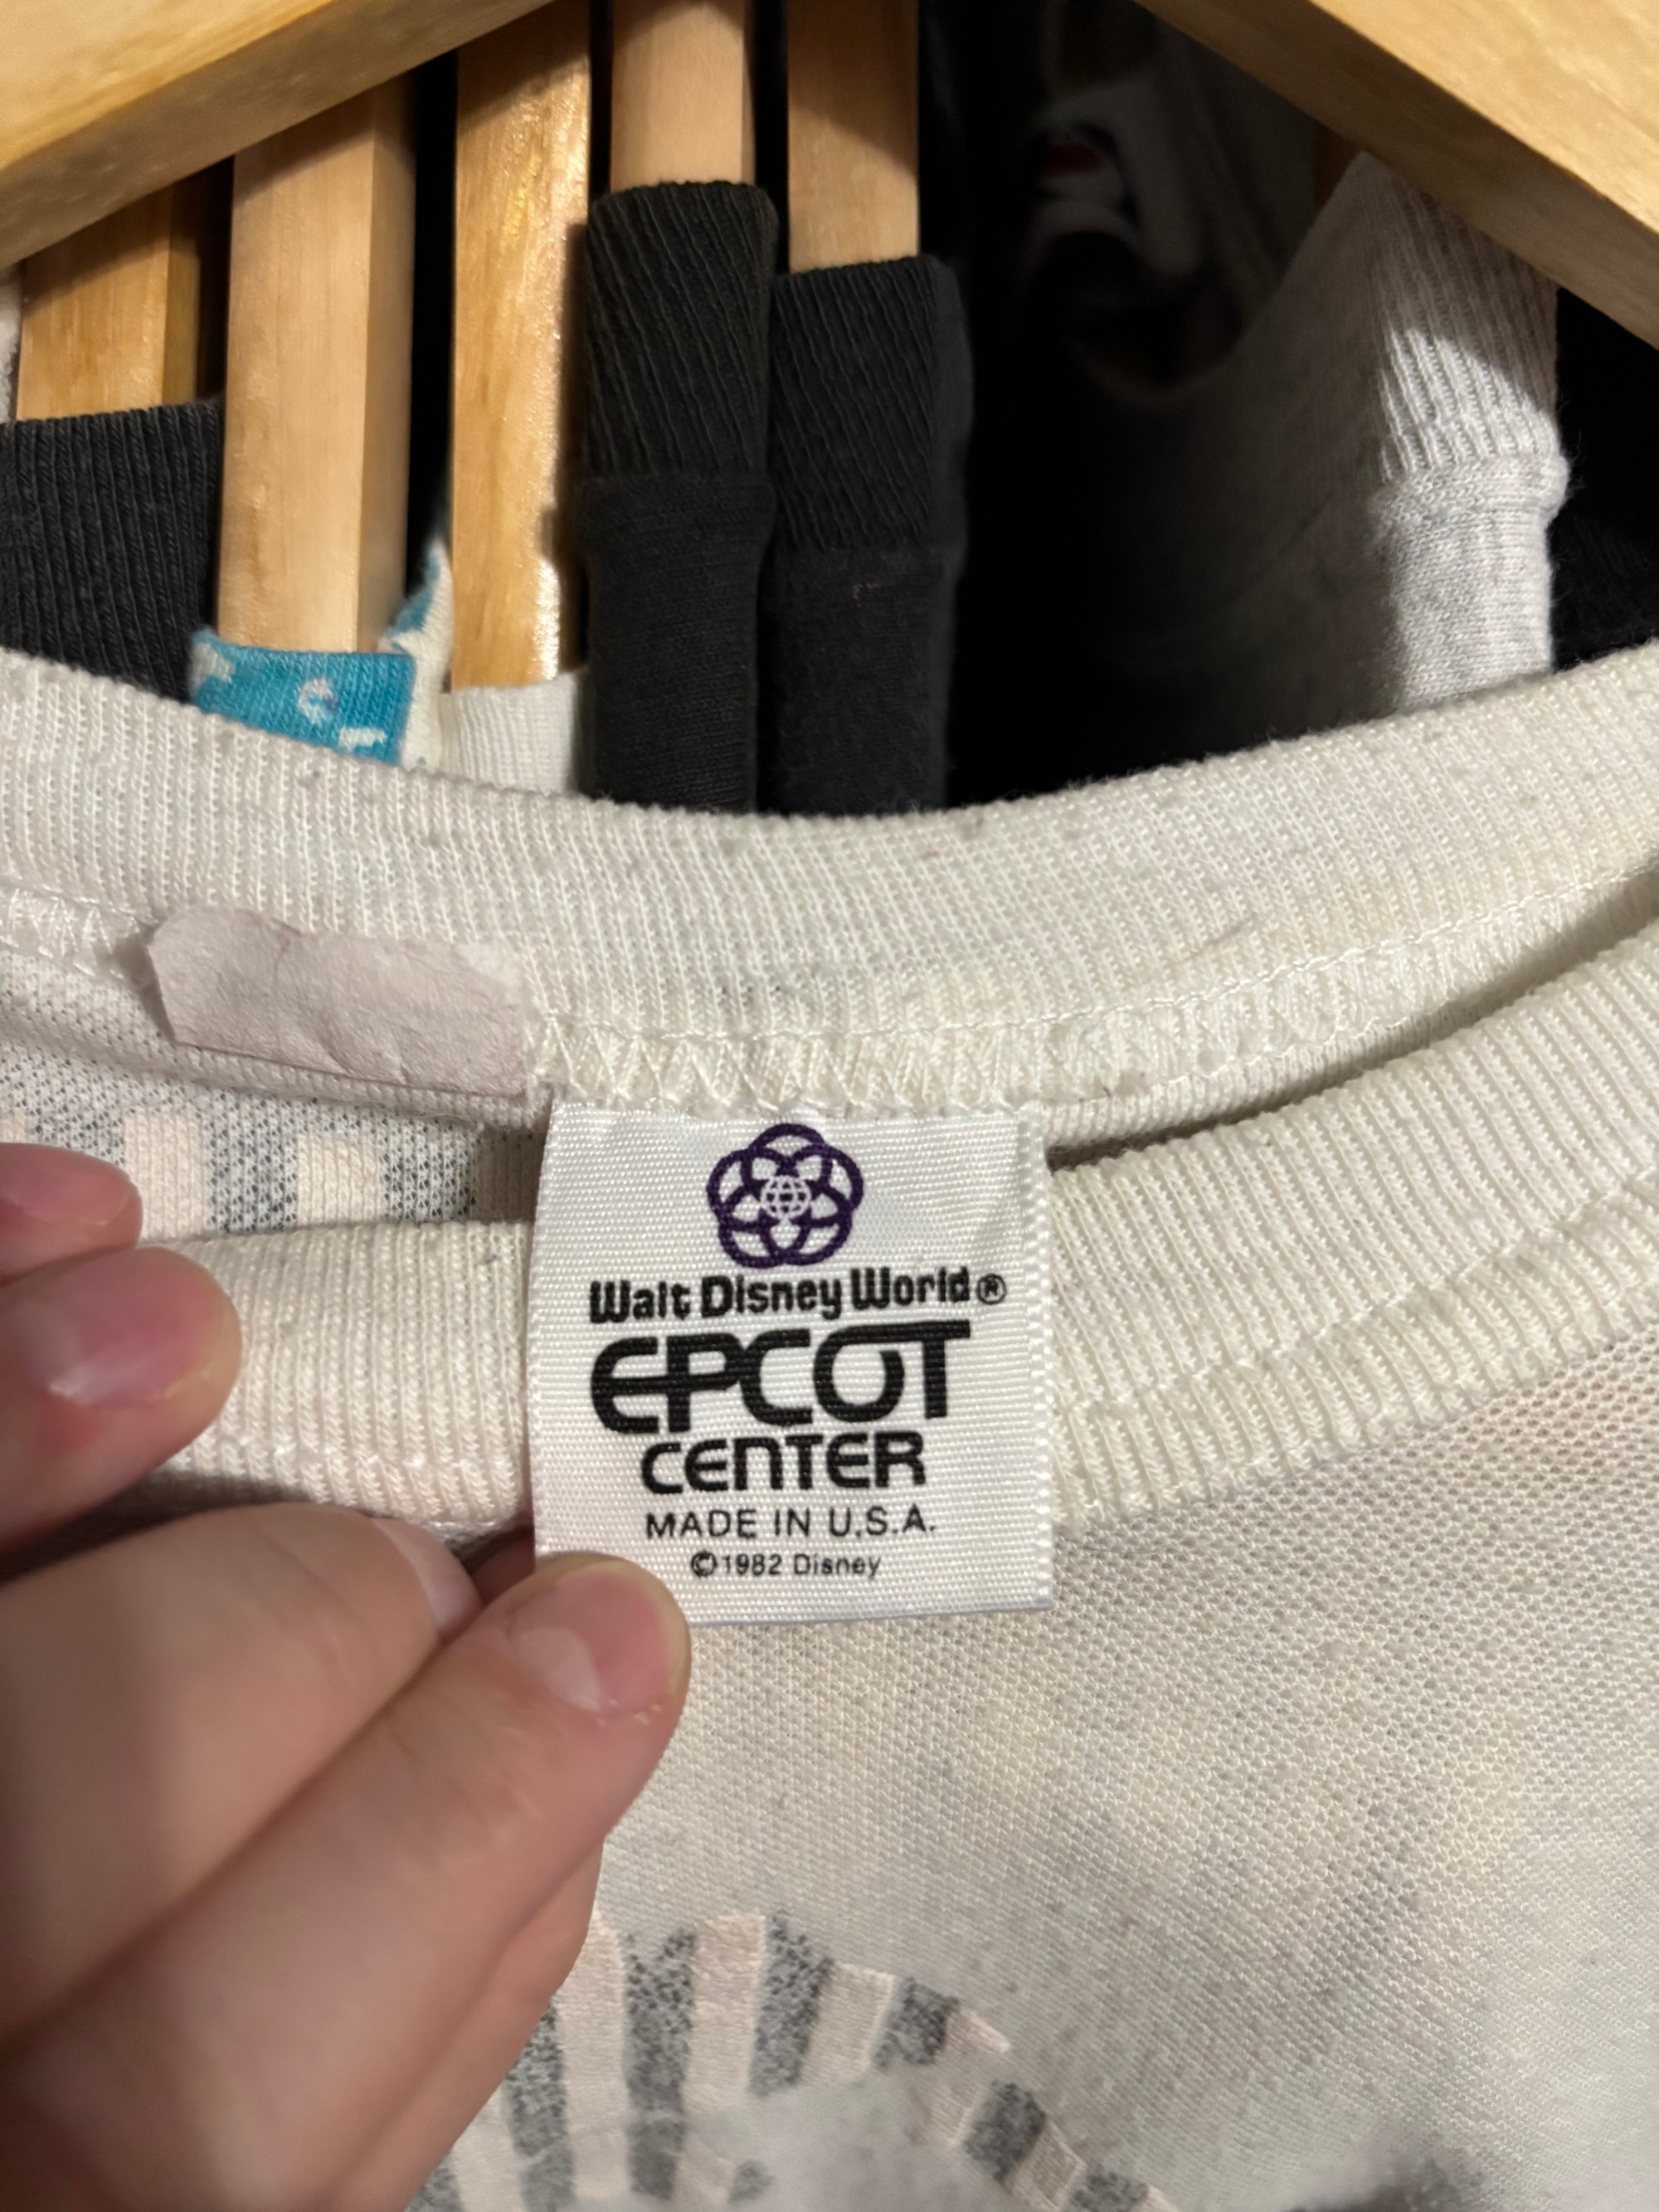 Walt Disney World®
EPCOT
CENTER
MADE IN U.S.A.
©1982 Disney